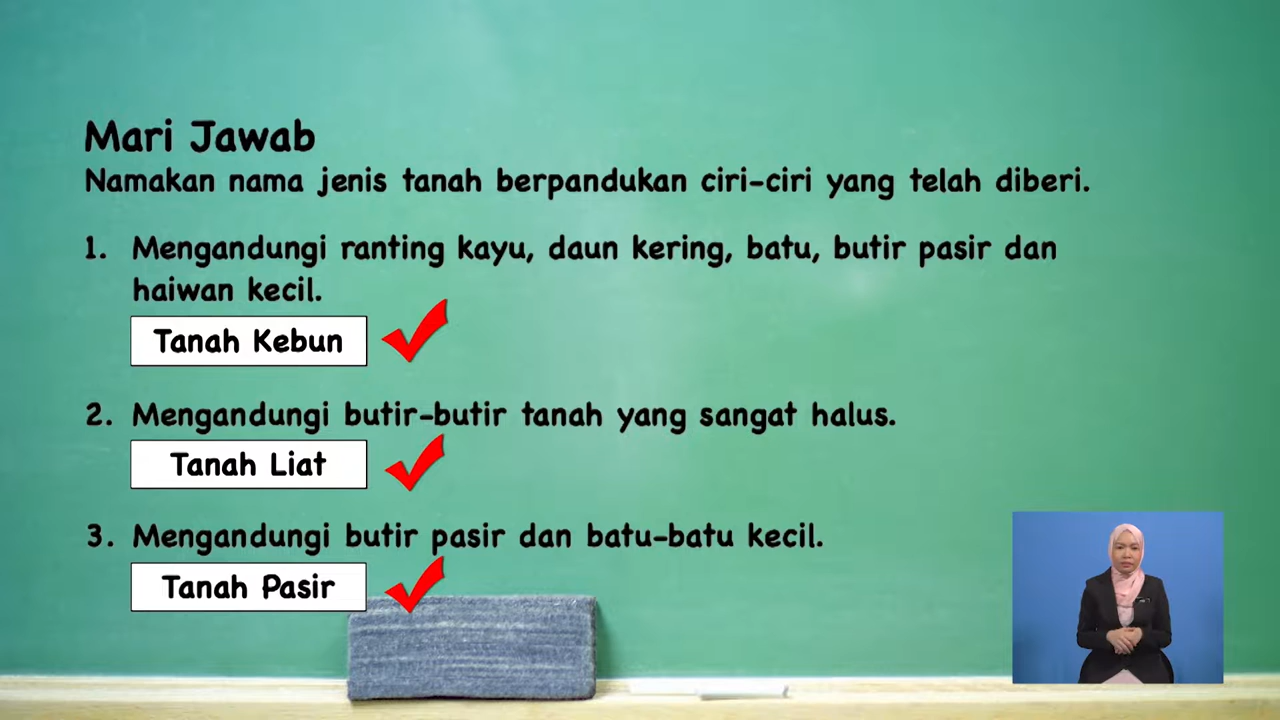 Mari Jawab
Namakan nama jenis tanah berpandukan ciri-ciri yang telah diberi.
1. Mengandungi ranting kayu, daun kering, batu, butir pasir dan
haiwan kecil.
Tanah Kebun
2. Mengandungi butir-butir tanah yang sangat halus.
Tanah Liat
3. Mengandungi butir pasir dan batu-batu kecil.
Tanah Pasir